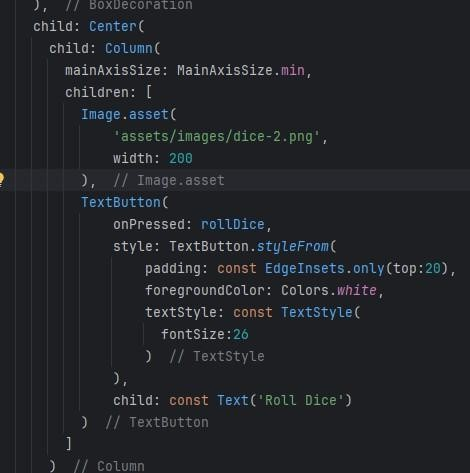 ), // BoxDecoration
child: Center(
child: Column(
mainAxisSize: MainAxisSize.min,
children: [
Image.asset(
'assets/images/dice-2.png',
width: 200
), // Image.asset
TextButton(
onPressed: rollDice,
style: TextButton.styleFrom(
padding: const EdgeInsets.only(top:20),
foregroundColor: Colors.white,
textStyle: const TextStyle(
fontSize:26
) // TextStyle
),
child: const Text('Roll Dice')
) // TextButton
]
) // Column